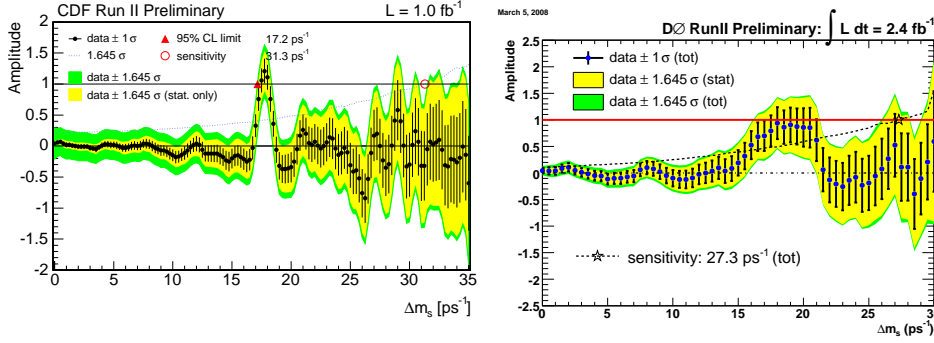 CDF Run II Preliminary L = 1.0 fb⁻¹
Amplitude
data ± 1 σ
1.645 σ
data ± 1.645 σ
data ± 1.645 σ (stat. only)
95% CL limit 17.2 ps⁻¹
sensitivity 31.3 ps⁻¹
2
1.5
1
0.5
0
-0.5
-1
-1.5
-2
0 5 10 15 20 25 30 35
Δmₛ [ps⁻¹]
March 5, 2008
DØ RunII Preliminary: ∫ L dt = 2.4 fb⁻¹
Amplitude
data ± 1 σ (tot)
data ± 1.645 σ (stat)
data ± 1.645 σ (tot)
sensitivity: 27.3 ps⁻¹ (tot)
2.5
2
1.5
1
0.5
0
-0.5
-1
-1.5
-2
-2.5
0 5 10 15 20 25 30
Δmₛ (ps⁻¹)